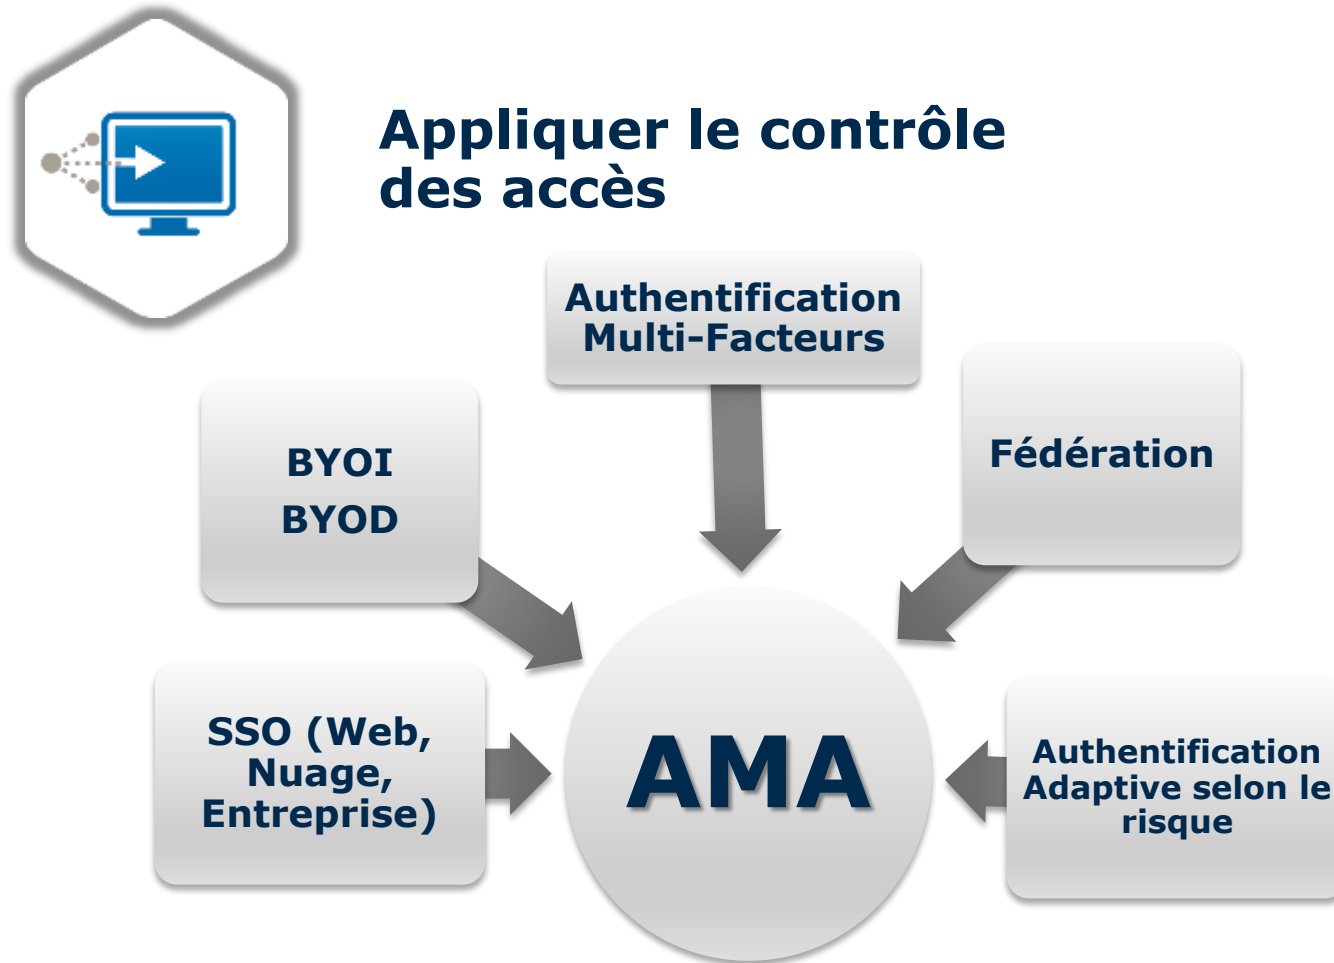 Appliquer le contrôle
des accès
Authentification
Multi-Facteurs
BYOI
BYOD
Fédération
SSO (Web,
Nuage,
Entreprise)
AMA
Authentification
Adaptive selon le
risque